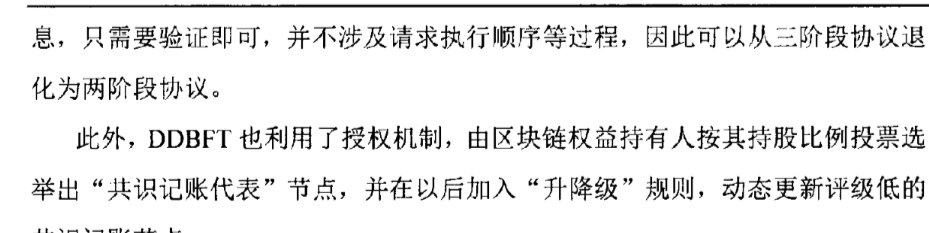 息，只需要验证即可，并不涉及请求执行顺序等过程，因此可以从三阶段协议退
化为两阶段协议。
此外，DDBFT 也利用了授权机制，由区块链权益持有人按其持股比例投票选
举出“共识记账代表”节点，并在以后加入“升降级”规则，动态更新评级低的